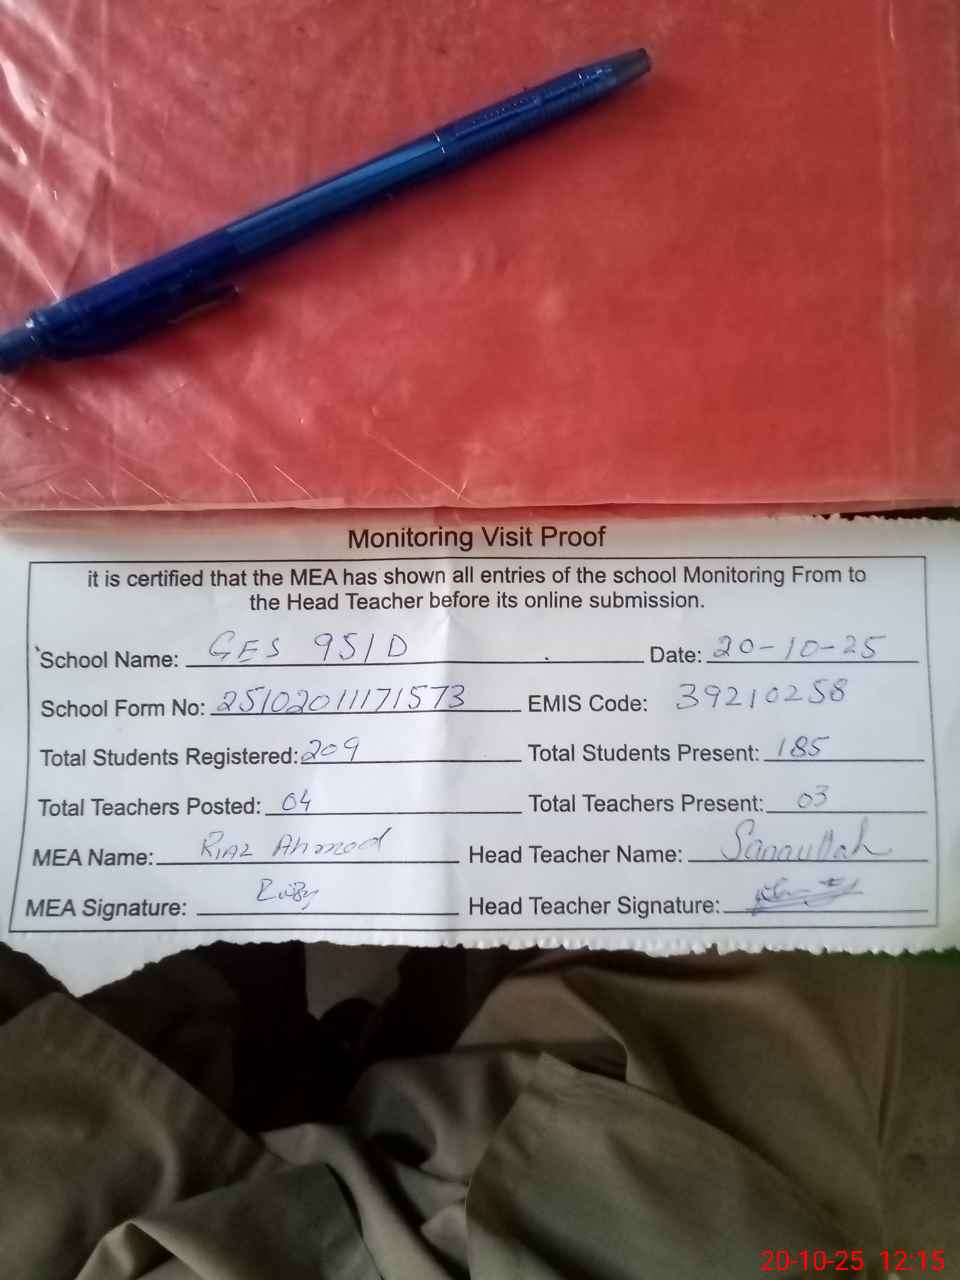 Monitoring Visit Proof
it is certified that the MEA has shown all entries of the school Monitoring From to
the Head Teacher before its online submission.
School Name: GES 95/D Date: 20-10-25
School Form No: 25102011171573 EMIS Code: 39210258
Total Students Registered: 209 Total Students Present: 185
Total Teachers Posted: 04 Total Teachers Present: 03
MEA Name: Riaz Ahmad Head Teacher Name: Sanaullah
MEA Signature: Head Teacher Signature:
20-10-25 12:15